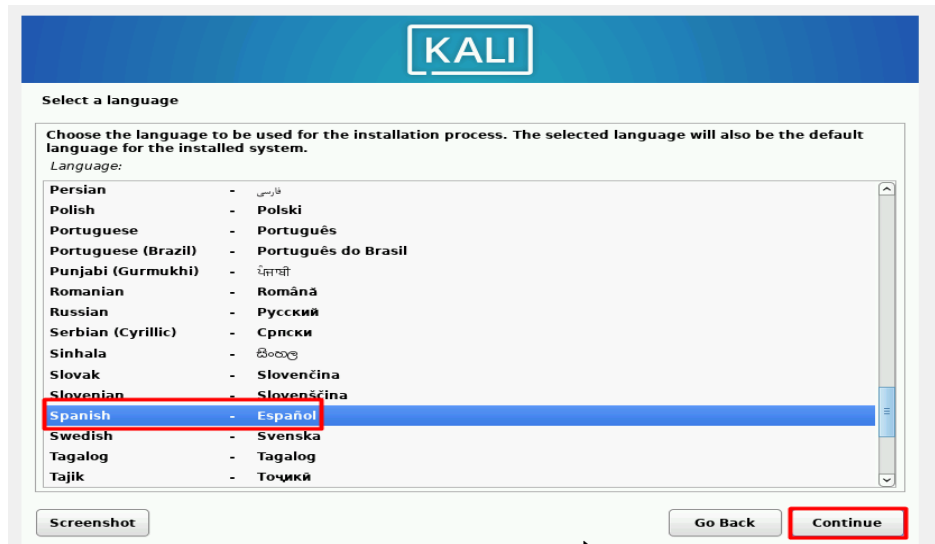 KALI
Select a language
Choose the language to be used for the installation process. The selected language will also be the default
language for the installed system.
Language:
Persian - فارسی
Polish - Polski
Portuguese - Português
Portuguese (Brazil) - Português do Brasil
Punjabi (Gurmukhi) - ਪੰਜਾਬੀ
Romanian - Română
Russian - Русский
Serbian (Cyrillic) - Српски
Sinhala - සිංහල
Slovak - Slovenčina
Slovenian - Slovenščina
Spanish - Español
Swedish - Svenska
Tagalog - Tagalog
Tajik - Тоҷикӣ
Screenshot Go Back Continue